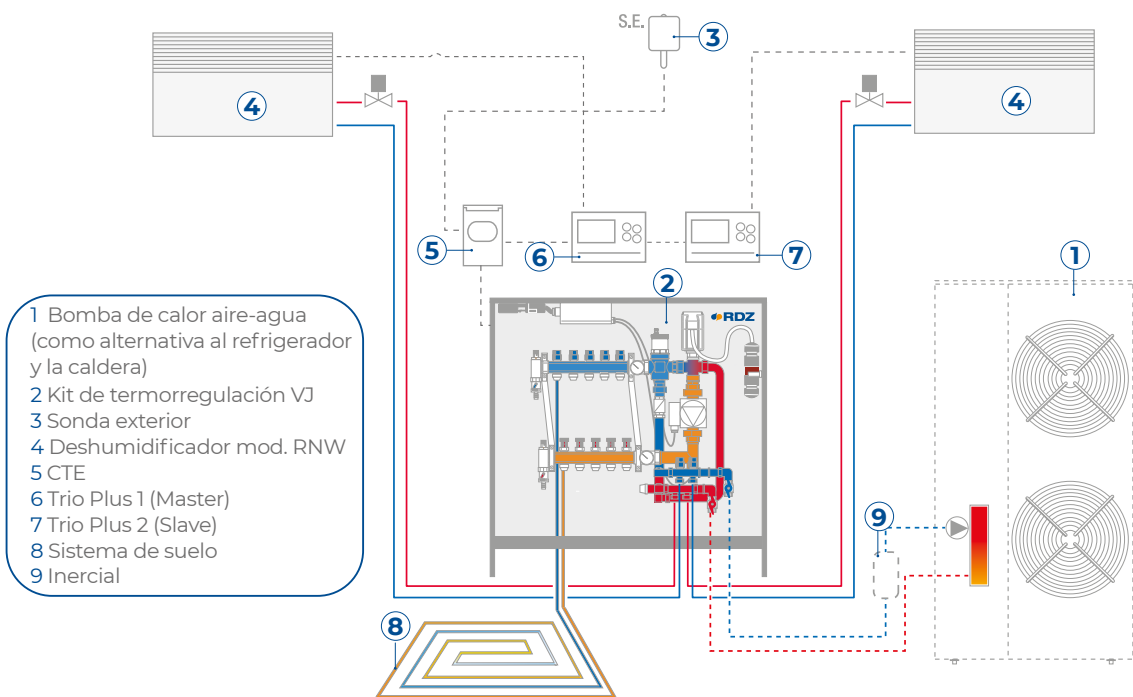 S.E.
3
4
4
5
6
7
1
2
RDZ
1 Bomba de calor aire-agua
(como alternativa al refrigerador
y la caldera)
2 Kit de termorregulación VJ
3 Sonda exterior
4 Deshumidificador mod. RNW
5 CTE
6 Trio Plus 1 (Master)
7 Trio Plus 2 (Slave)
8 Sistema de suelo
9 Inercial
9
8